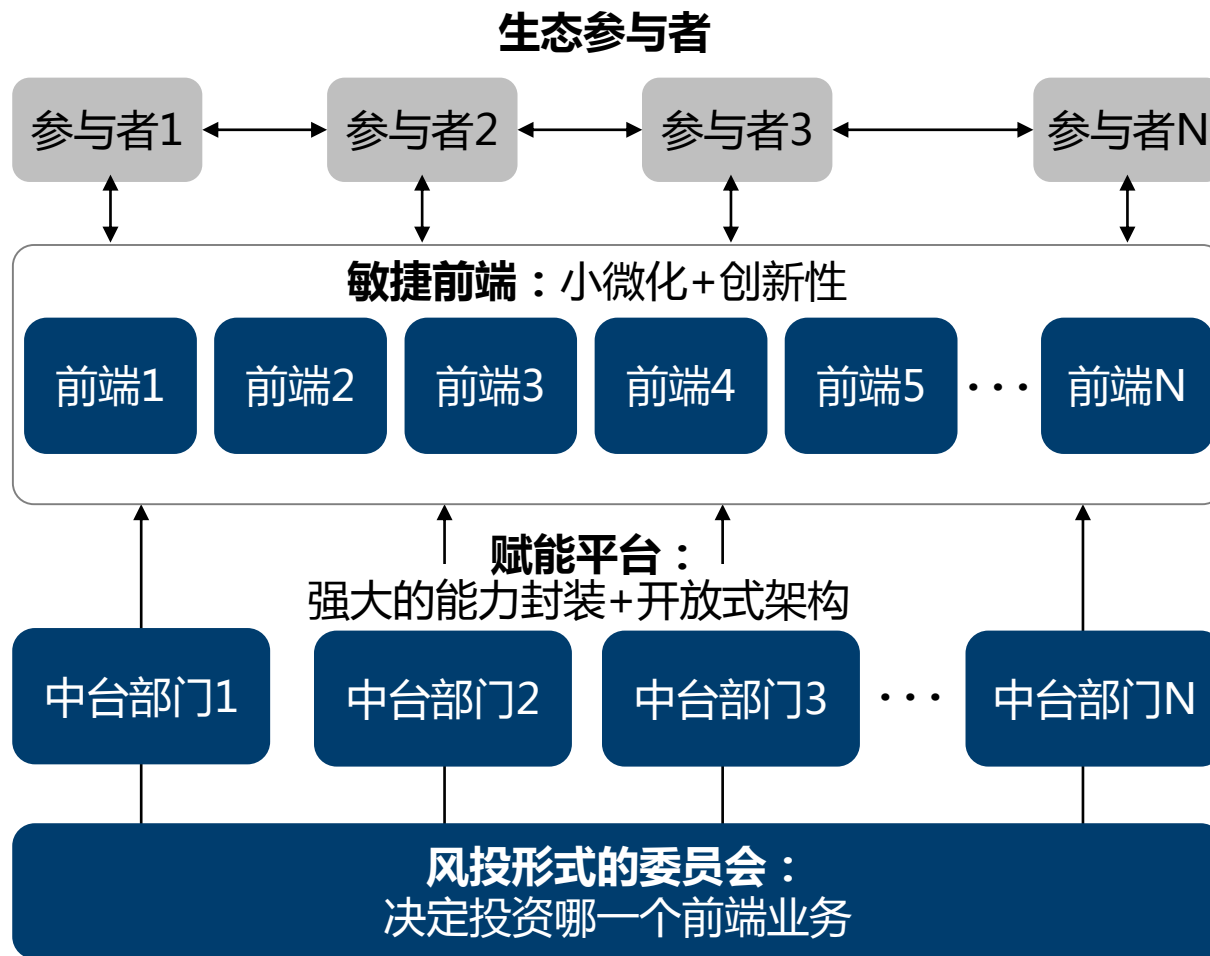 生态参与者
参与者1
参与者2
参与者3
参与者N
敏捷前端：小微化+创新性
前端1
前端2
前端3
前端4
前端5
···
前端N
赋能平台：
强大的能力封装+开放式架构
中台部门1
中台部门2
中台部门3
···
中台部门N
风投形式的委员会：
决定投资哪一个前端业务